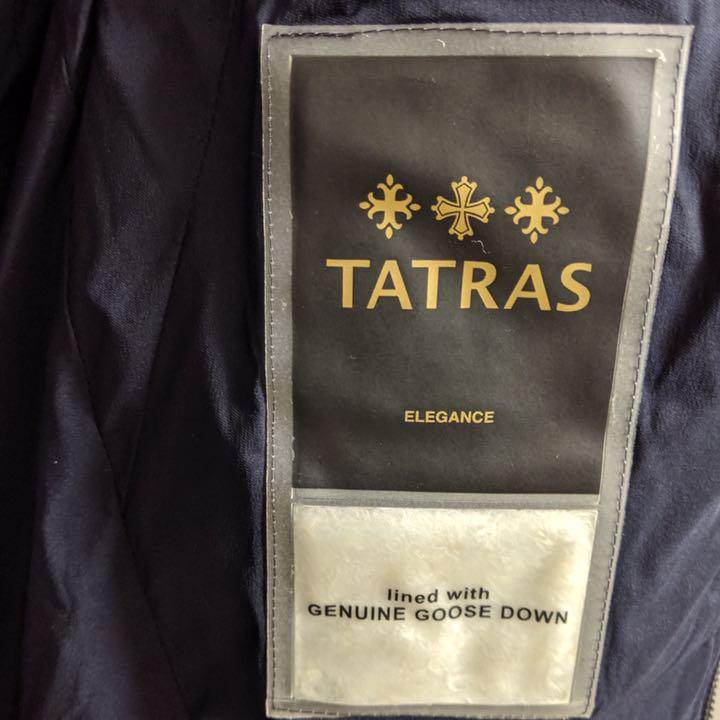 TATRAS
ELEGANCE
lined with
GENUINE GOOSE DOWN